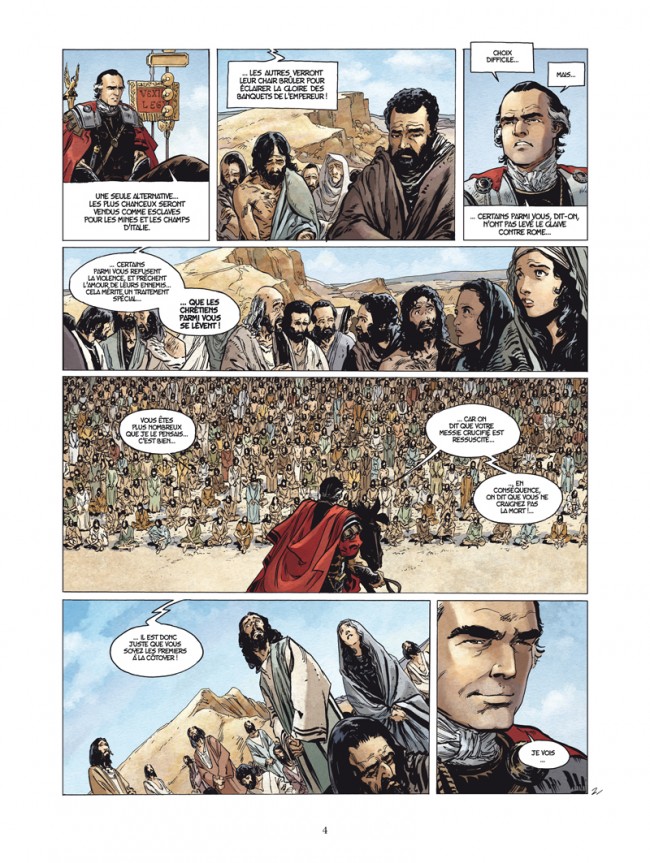 VEXI
LEG
UNE SEULE ALTERNATIVE...
LES PLUS CHANCEUX SERONT
VENDUS COMME ESCLAVES
POUR LES MINES ET LES CHAMPS
D'ITALIE.
... LES AUTRES, VERRONT
LEUR CHAIR BRÛLER POUR
ÉCLAIRER LA GLOIRE DES
BANQUETS DE L'EMPEREUR !
CHOIX
DIFFICILE...
MAIS...
... CERTAINS PARMI VOUS, DIT-ON,
N'ONT PAS LEVÉ LE GLAIVE
CONTRE ROME...
... CERTAINS
PARMI VOUS REFUSENT
LA VIOLENCE, ET PRÊCHENT
L'AMOUR DE LEURS ENNEMIS...
CELA MÉRITE UN TRAITEMENT
SPÉCIAL...
... QUE LES
CHRÉTIENS
PARMI VOUS
SE LÈVENT !
VOUS ÊTES
PLUS NOMBREUX
QUE JE LE PENSAIS...
C'EST BIEN...
... CAR ON
DIT QUE VOTRE
MESSIE CRUCIFIÉ EST
RESSUSCITÉ...
..., EN
CONSÉQUENCE,
ON DIT QUE VOUS NE
CRAIGNEZ PAS
LA MORT !...
... IL EST DONC
JUSTE QUE VOUS
SOYEZ LES PREMIERS
À LA CÔTOYER !
JE VOIS
...
2
4